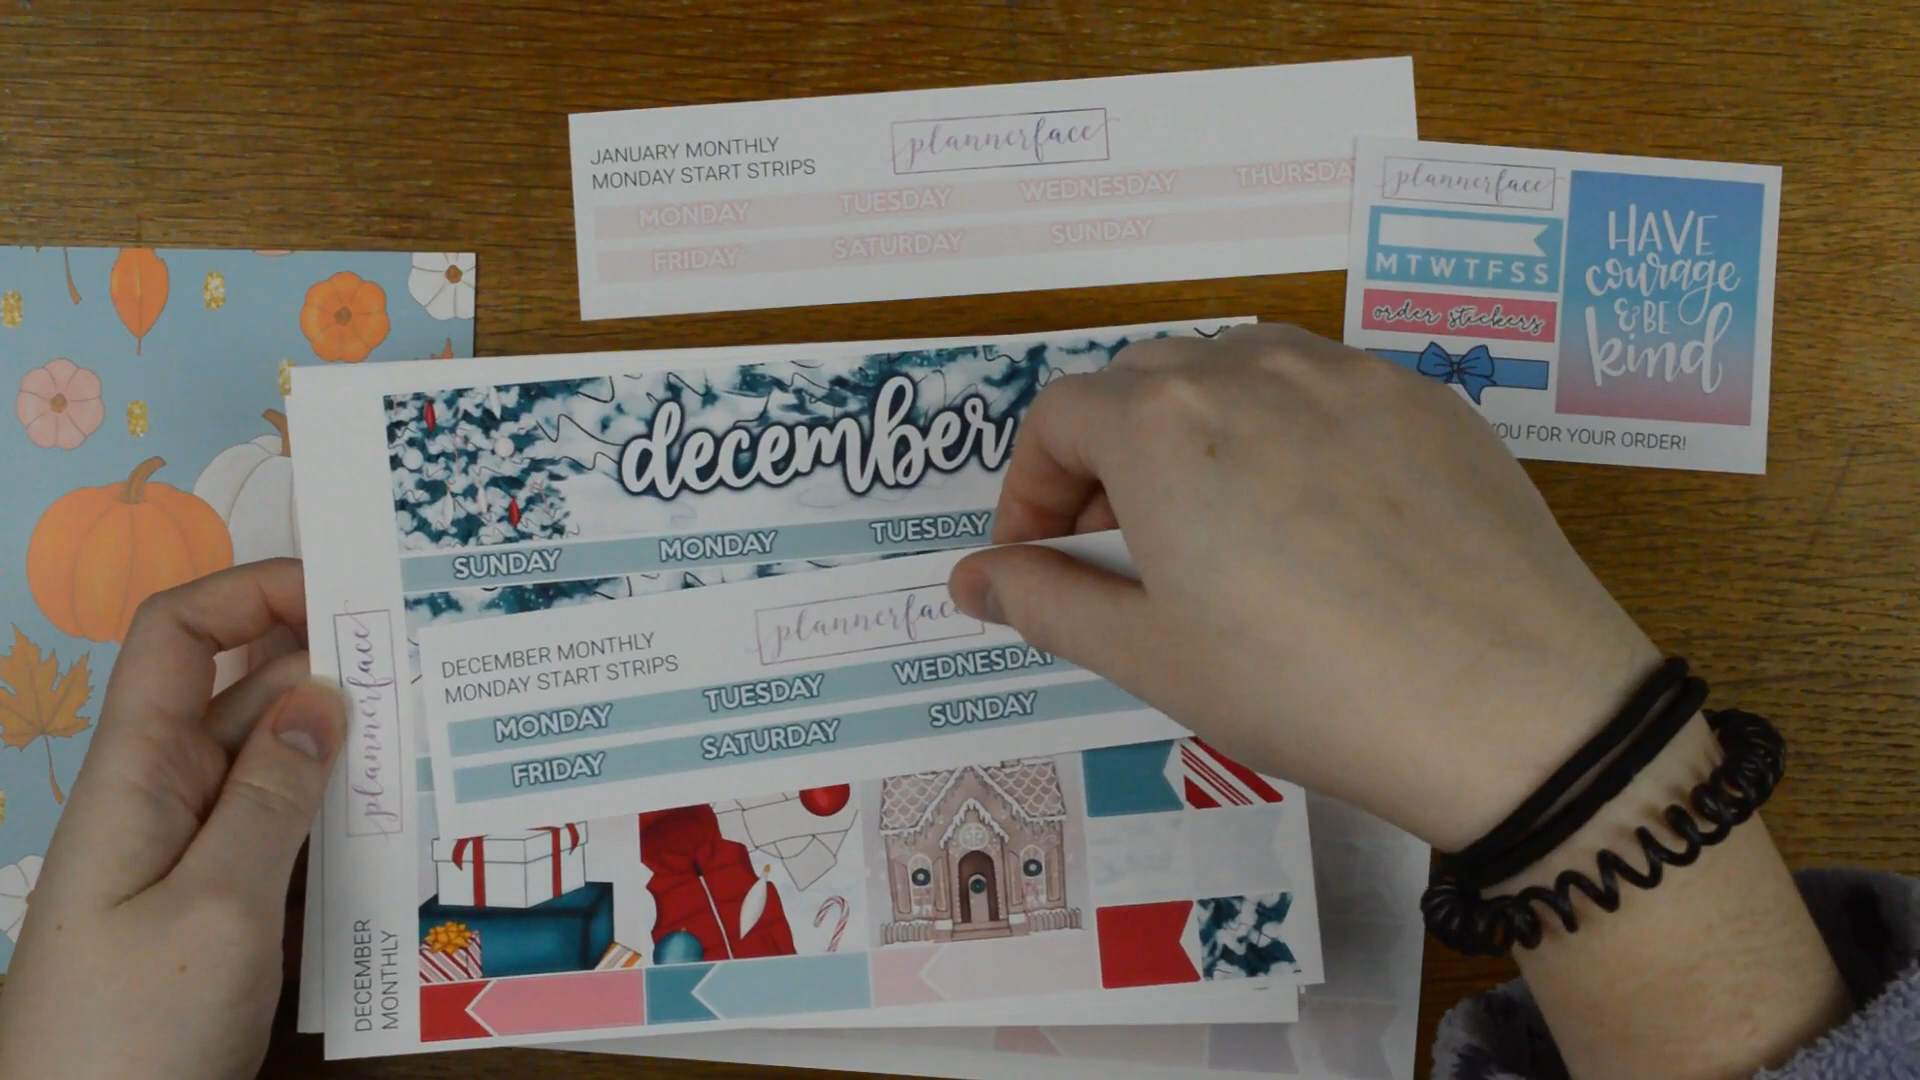 JANUARY MONTHLY
MONDAY START STRIPS
plannerface
MONDAY TUESDAY WEDNESDAY THURSDA
FRIDAY SATURDAY SUNDAY
plannerface
MTWTFSS
order stickers
HAVE
courage
& BE
kind
YOU FOR YOUR ORDER!
december
SUNDAY MONDAY TUESDAY
DECEMBER MONTHLY
MONDAY START STRIPS
plannerface
MONDAY TUESDAY WEDNESDAY
FRIDAY SATURDAY SUNDAY
plannerface
DECEMBER
MONTHLY